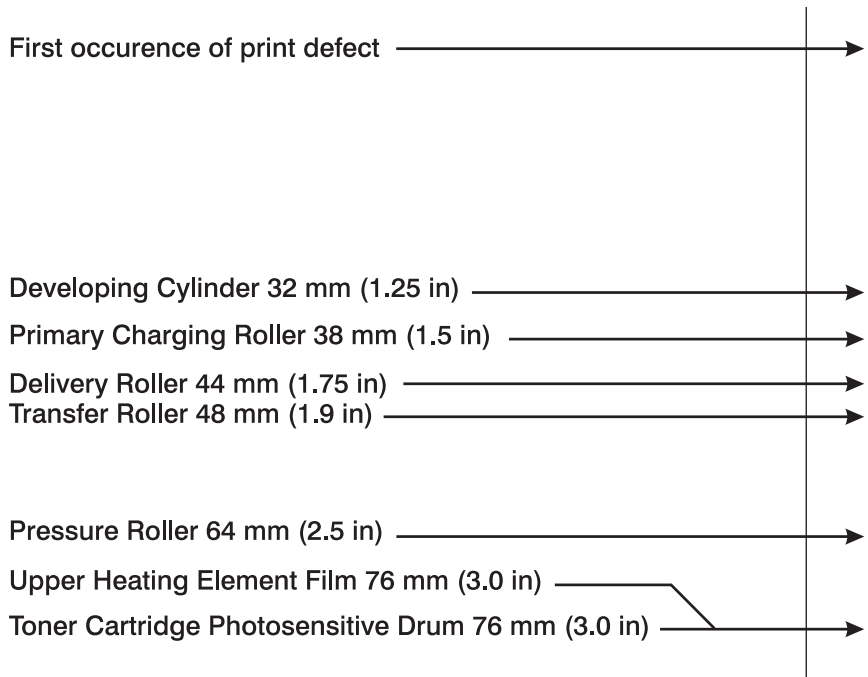 First occurence of print defect
Developing Cylinder 32 mm (1.25 in)
Primary Charging Roller 38 mm (1.5 in)
Delivery Roller 44 mm (1.75 in)
Transfer Roller 48 mm (1.9 in)
Pressure Roller 64 mm (2.5 in)
Upper Heating Element Film 76 mm (3.0 in)
Toner Cartridge Photosensitive Drum 76 mm (3.0 in)